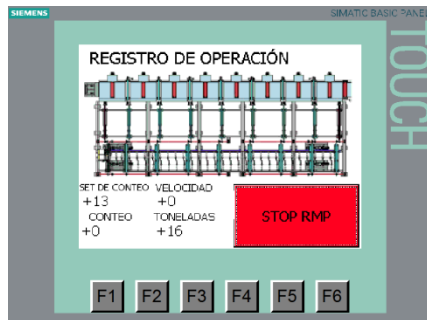 SIEMENS
SIMATIC BASIC PANE
TOUCH
REGISTRO DE OPERACIÓN
SET DE CONTEO VELOCIDAD
+13 +0
CONTEO TONELADAS
+0 +16
STOP RMP
F1 F2 F3 F4 F5 F6